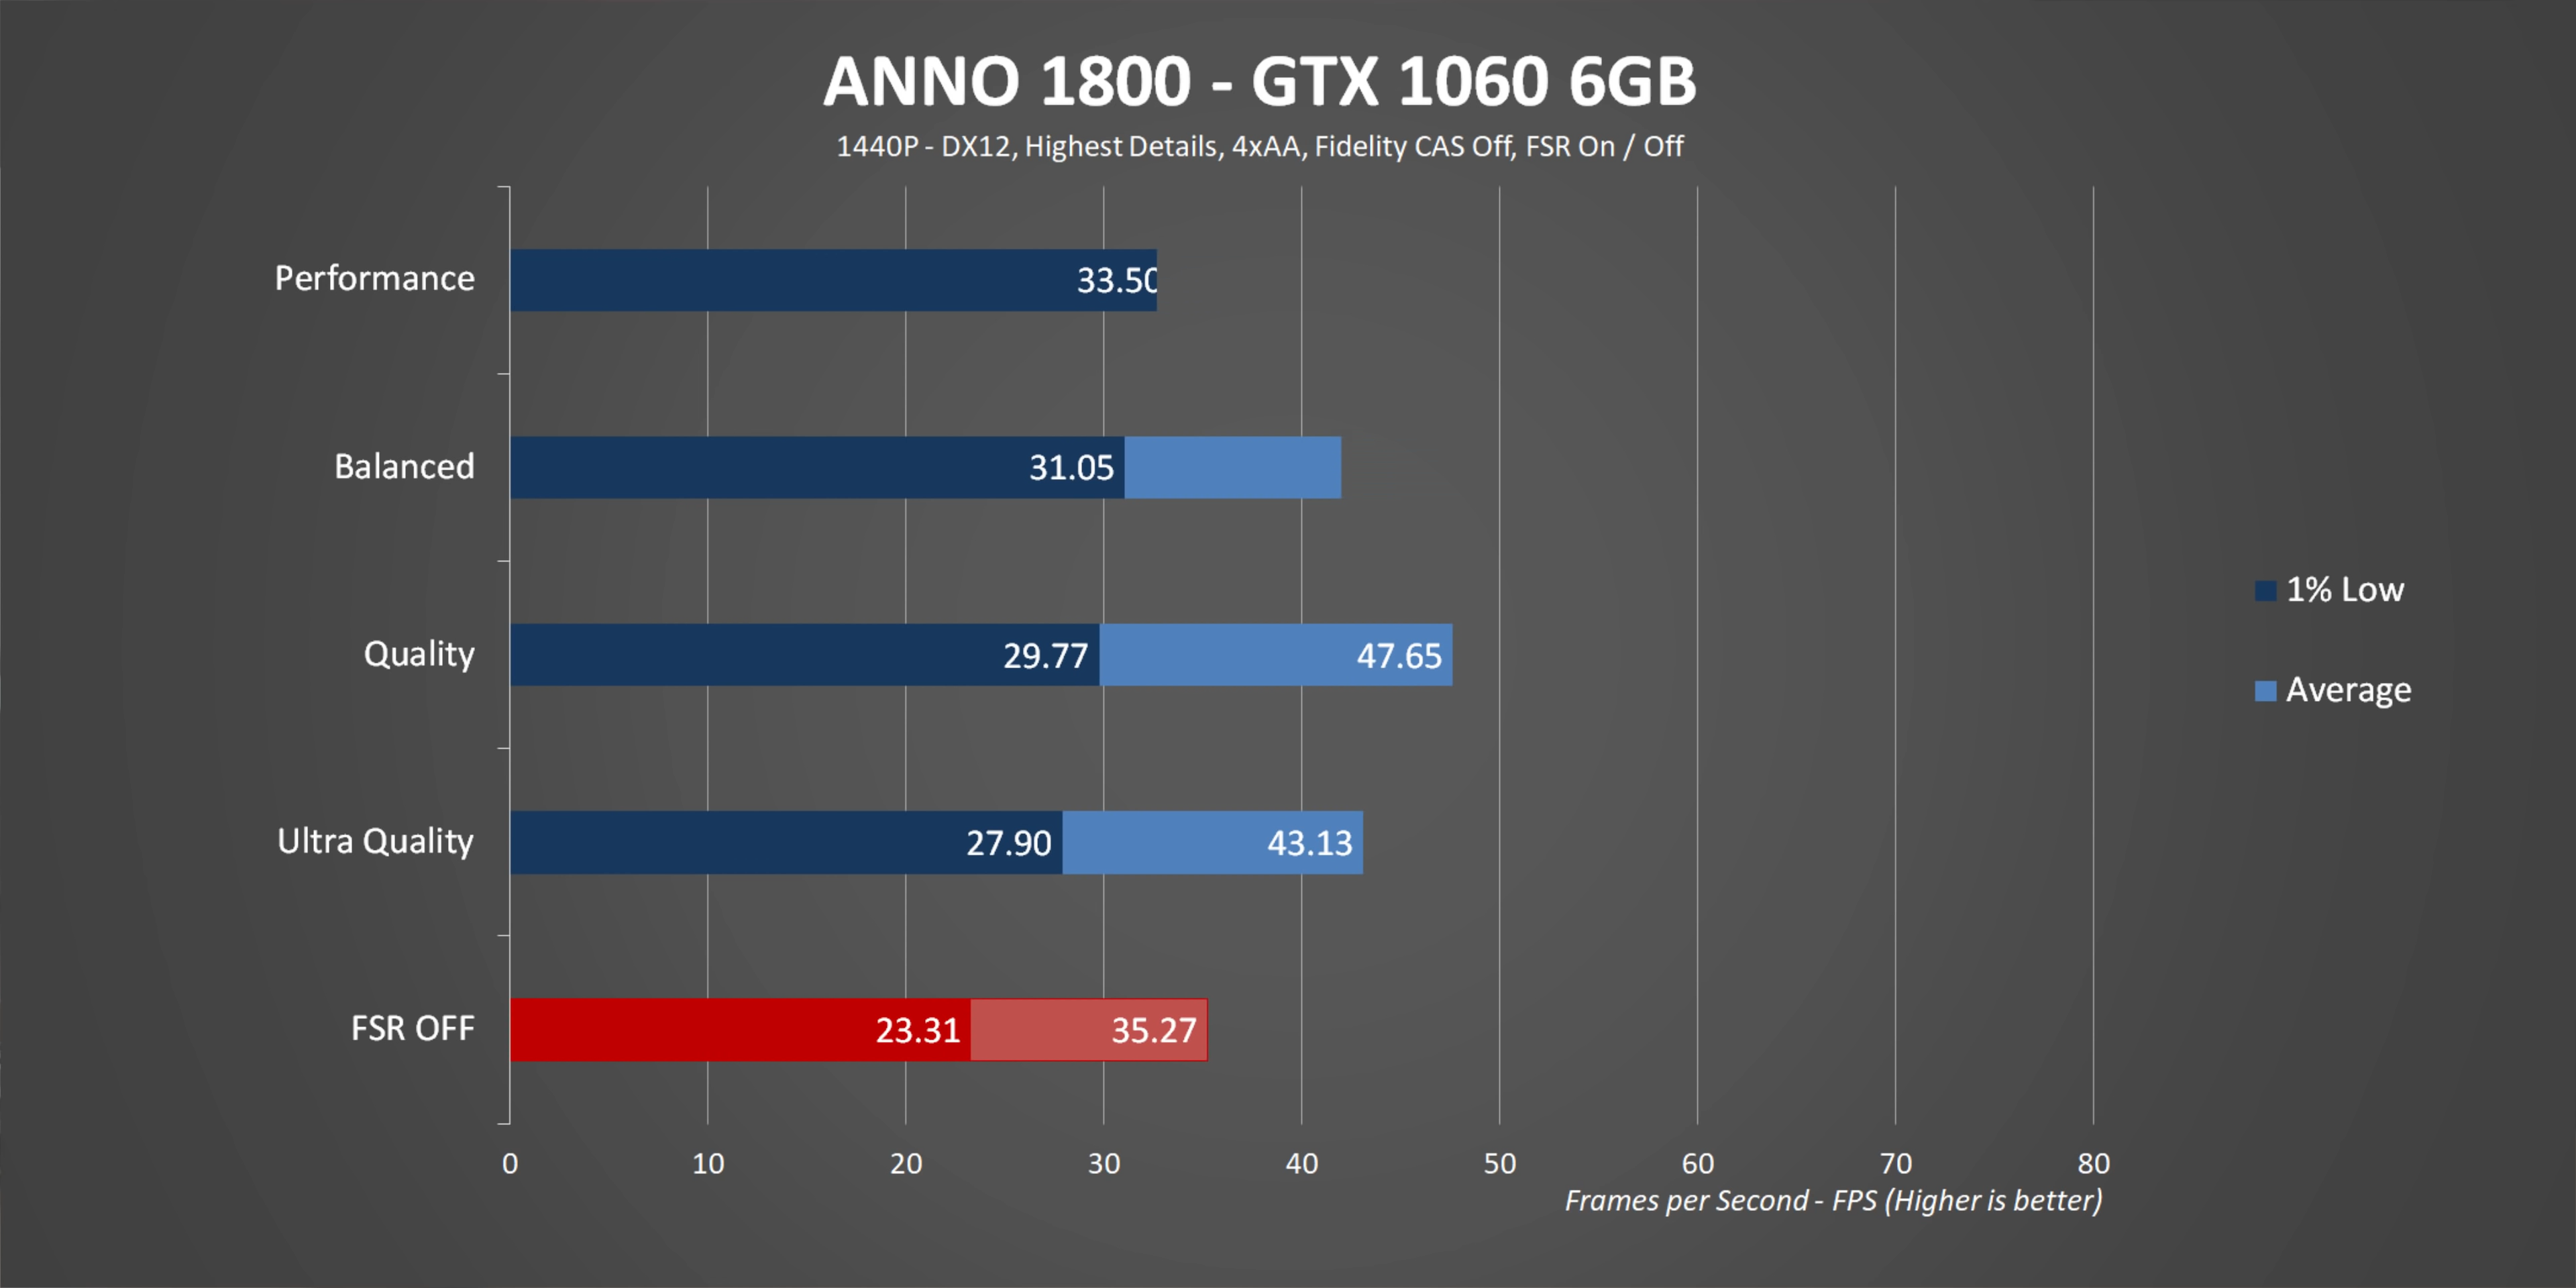 ANNO 1800 - GTX 1060 6GB
1440P - DX12, Highest Details, 4xAA, Fidelity CAS Off, FSR On / Off
Performance 33.50
Balanced 31.05
Quality 29.77 47.65
Ultra Quality 27.90 43.13
FSR OFF 23.31 35.27
1% Low
Average
0 10 20 30 40 50 60 70 80
Frames per Second - FPS (Higher is better)